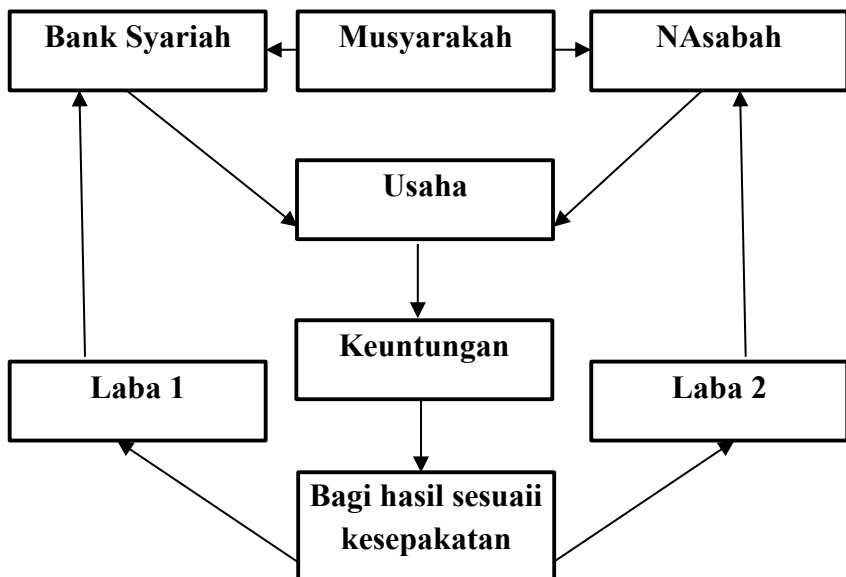 Bank Syariah
Musyarakah
NAsabah
Usaha
Keuntungan
Laba 1
Laba 2
Bagi hasil sesuaii
kesepakatan